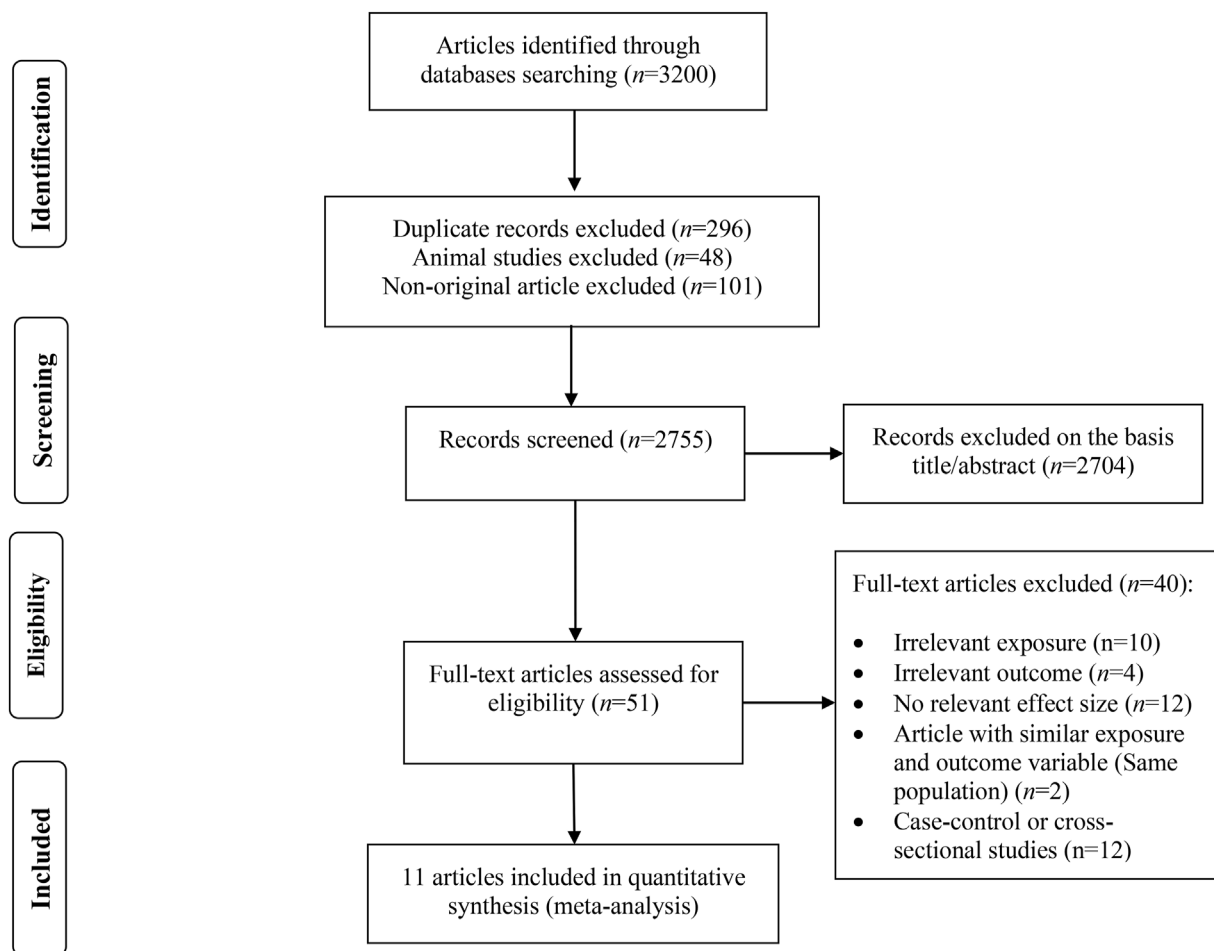 Identification
Articles identified through
databases searching (n=3200)
Duplicate records excluded (n=296)
Animal studies excluded (n=48)
Non-original article excluded (n=101)
Screening
Records screened (n=2755)
Records excluded on the basis
title/abstract (n=2704)
Eligibility
Full-text articles assessed for
eligibility (n=51)
Full-text articles excluded (n=40):
• Irrelevant exposure (n=10)
• Irrelevant outcome (n=4)
• No relevant effect size (n=12)
• Article with similar exposure
and outcome variable (Same
population) (n=2)
• Case-control or cross-
sectional studies (n=12)
Included
11 articles included in quantitative
synthesis (meta-analysis)